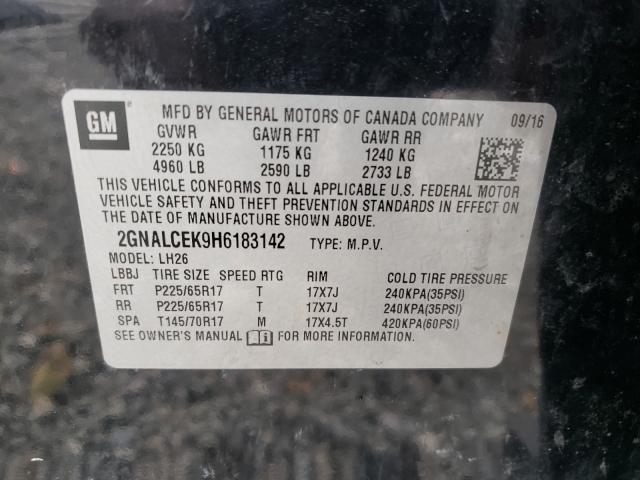 GM
MFD BY GENERAL MOTORS OF CANADA COMPANY 09/16
GVWR GAWR FRT GAWR RR
2250 KG 1175 KG 1240 KG
4960 LB 2590 LB 2733 LB
THIS VEHICLE CONFORMS TO ALL APPLICABLE U.S. FEDERAL MOTOR
VEHICLE SAFETY AND THEFT PREVENTION STANDARDS IN EFFECT ON
THE DATE OF MANUFACTURE SHOWN ABOVE.
2GNALCEK9H6183142 TYPE: M.P.V.
MODEL: LH26
LBBJ TIRE SIZE SPEED RTG RIM COLD TIRE PRESSURE
FRT P225/65R17 T 17X7J 240KPA(35PSI)
RR P225/65R17 T 17X7J 240KPA(35PSI)
SPA T145/70R17 M 17X4.5T 420KPA(60PSI)
SEE OWNER'S MANUAL FOR MORE INFORMATION